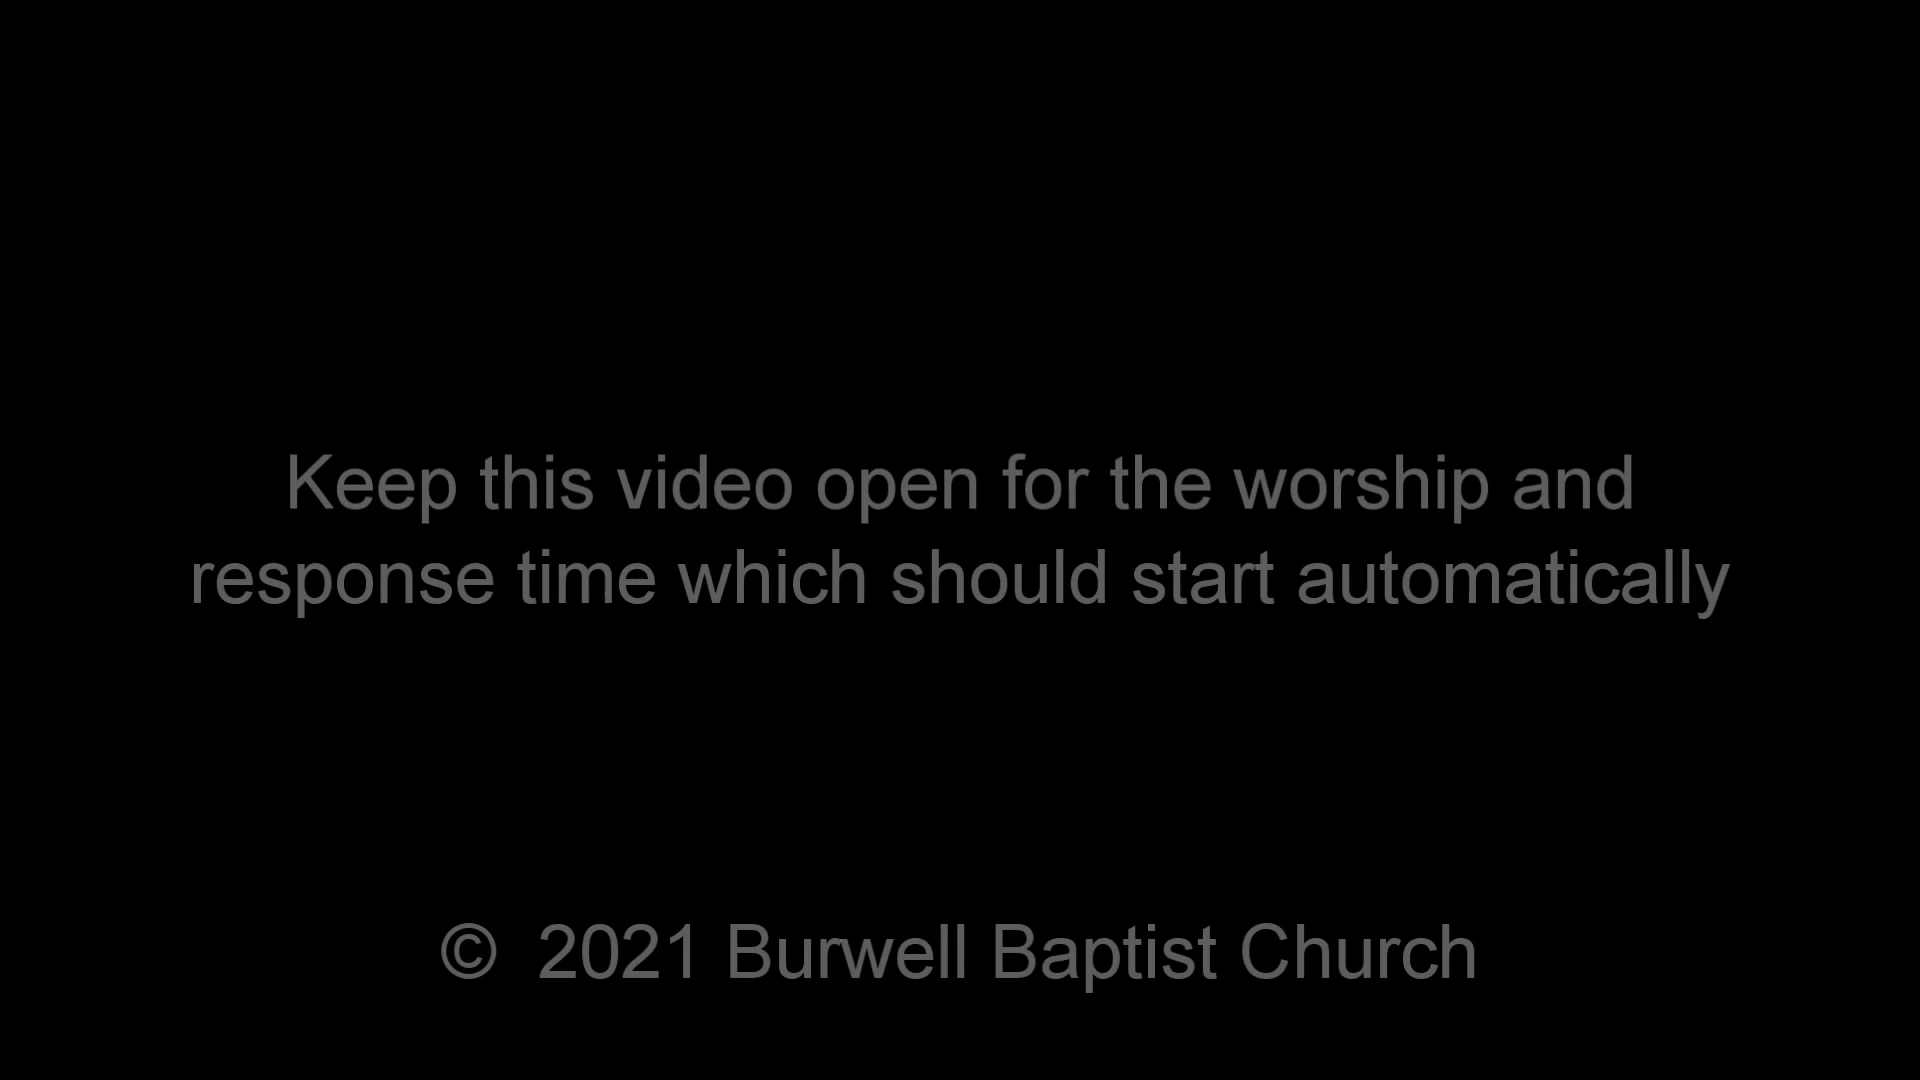 Keep this video open for the worship and
response time which should start automatically
© 2021 Burwell Baptist Church